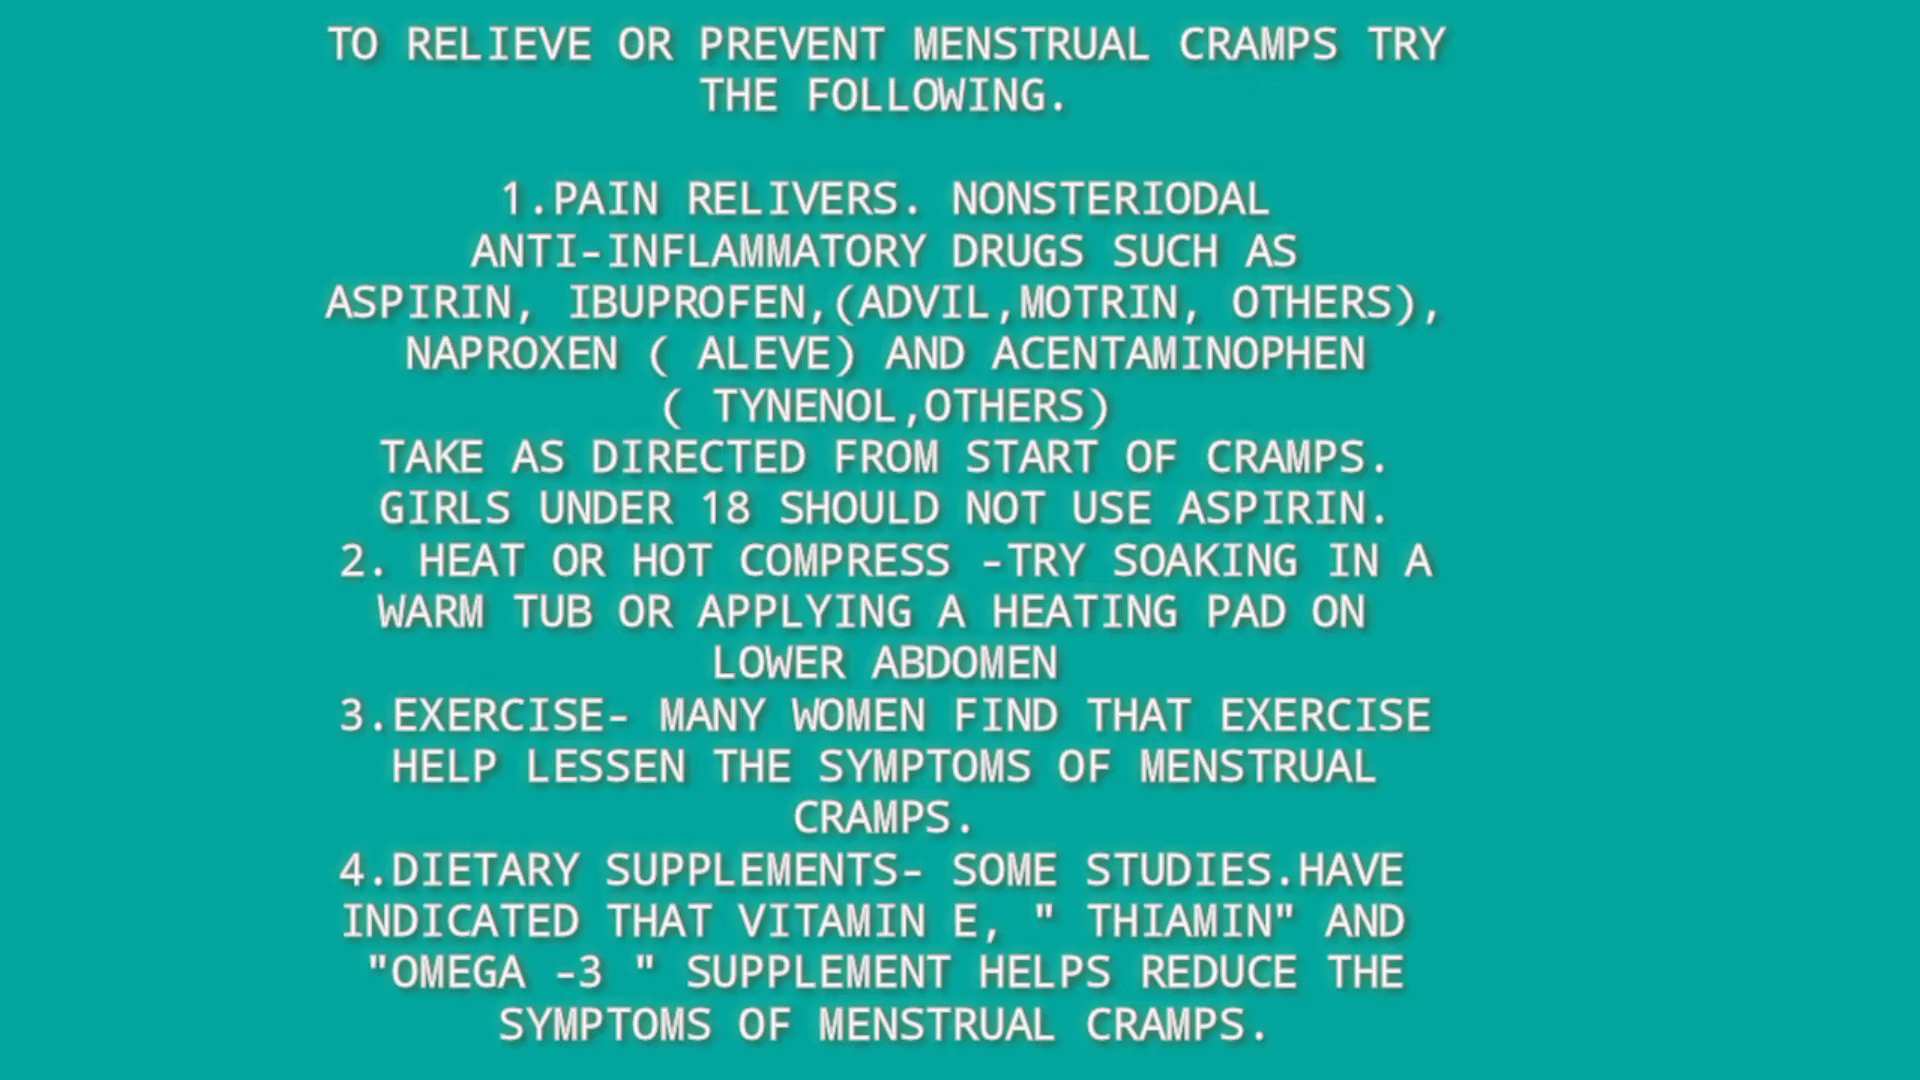 TO RELIEVE OR PREVENT MENSTRUAL CRAMPS TRY
THE FOLLOWING.
1.PAIN RELIVERS. NONSTERIODAL
ANTI-INFLAMMATORY DRUGS SUCH AS
ASPIRIN, IBUPROFEN,(ADVIL,MOTRIN, OTHERS),
NAPROXEN ( ALEVE) AND ACENTAMINOPHEN
( TYNENOL,OTHERS)
TAKE AS DIRECTED FROM START OF CRAMPS.
GIRLS UNDER 18 SHOULD NOT USE ASPIRIN.
2. HEAT OR HOT COMPRESS -TRY SOAKING IN A
WARM TUB OR APPLYING A HEATING PAD ON
LOWER ABDOMEN
3.EXERCISE- MANY WOMEN FIND THAT EXERCISE
HELP LESSEN THE SYMPTOMS OF MENSTRUAL
CRAMPS.
4.DIETARY SUPPLEMENTS- SOME STUDIES.HAVE
INDICATED THAT VITAMIN E, " THIAMIN" AND
"OMEGA -3 " SUPPLEMENT HELPS REDUCE THE
SYMPTOMS OF MENSTRUAL CRAMPS.